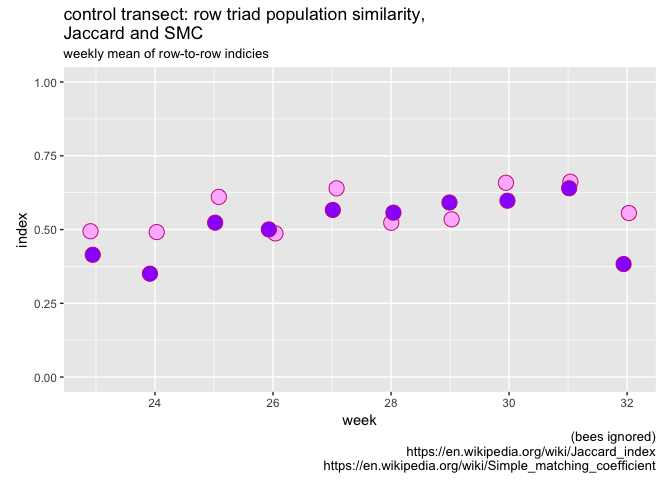 control transect: row triad population similarity,
Jaccard and SMC
weekly mean of row-to-row indicies
1.00
0.75
0.50
0.25
0.00
index
24 26 28 30 32
week
(bees ignored)
https://en.wikipedia.org/wiki/Jaccard_index
https://en.wikipedia.org/wiki/Simple_matching_coefficient